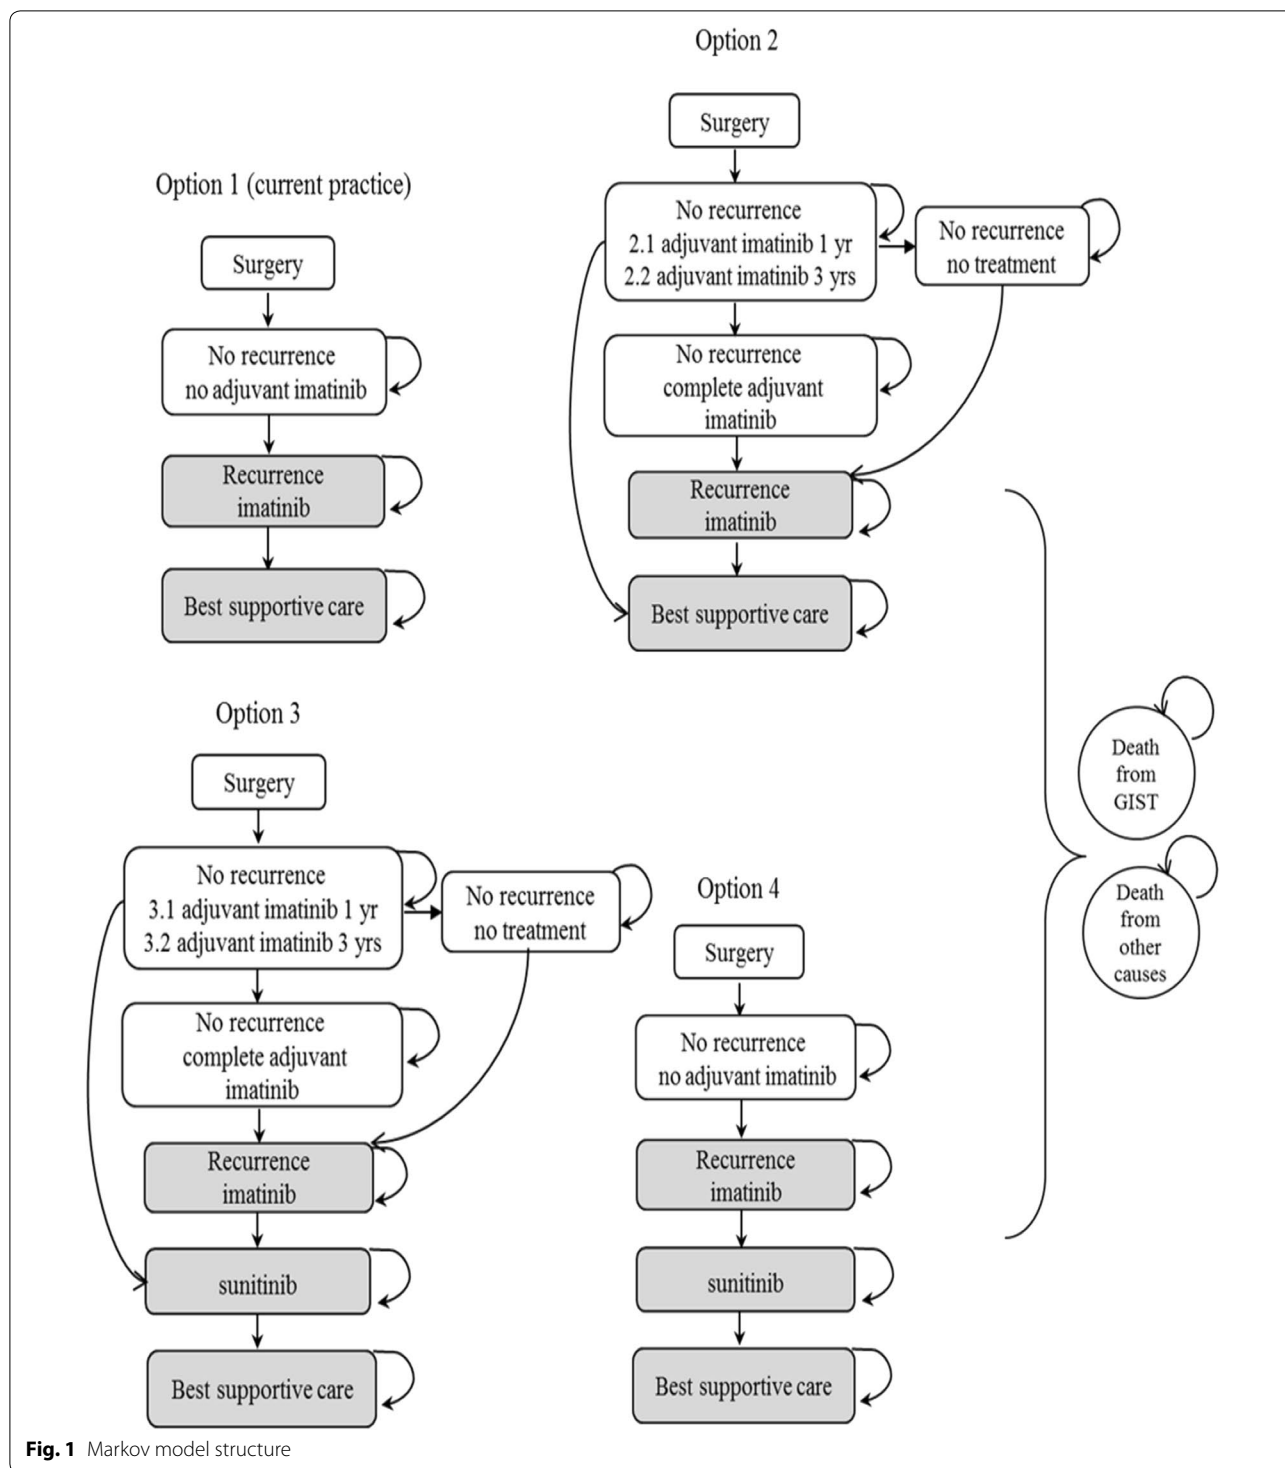 Option 1 (current practice)
Surgery
No recurrence
no adjuvant imatinib
Recurrence
imatinib
Best supportive care
Option 2
Surgery
No recurrence
2.1 adjuvant imatinib 1 yr
2.2 adjuvant imatinib 3 yrs
No recurrence
no treatment
No recurrence
complete adjuvant
imatinib
Recurrence
imatinib
Best supportive care
Option 3
Surgery
No recurrence
3.1 adjuvant imatinib 1 yr
3.2 adjuvant imatinib 3 yrs
No recurrence
no treatment
No recurrence
complete adjuvant
imatinib
Recurrence
imatinib
sunitinib
Best supportive care
Option 4
Surgery
No recurrence
no adjuvant imatinib
Recurrence
imatinib
sunitinib
Best supportive care
Death
from
GIST
Death
from
other
causes
Fig. 1 Markov model structure